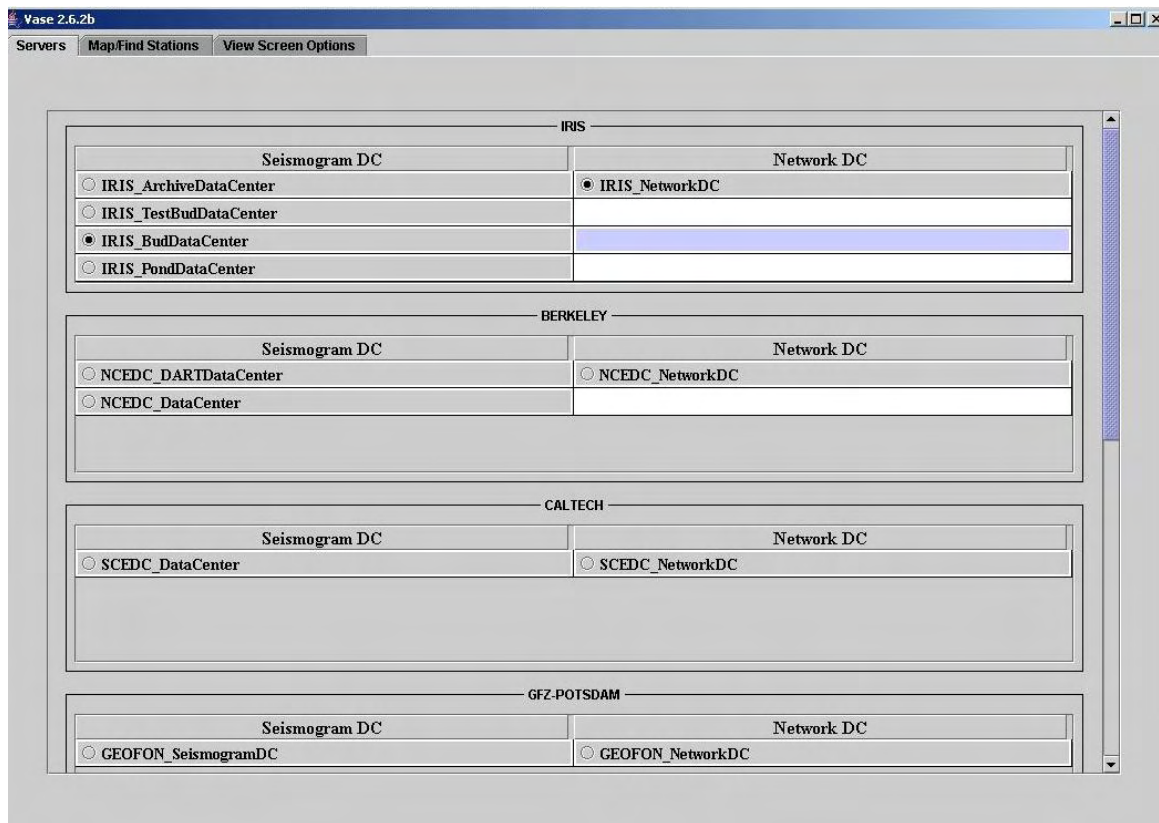 Vase 2.6.2b
Servers Map/Find Stations View Screen Options
IRIS
Seismogram DC Network DC
IRIS_ArchiveDataCenter IRIS_NetworkDC
IRIS_TestBudDataCenter
IRIS_BudDataCenter
IRIS_PondDataCenter
BERKELEY
Seismogram DC Network DC
NCEDC_DARTDataCenter NCEDC_NetworkDC
NCEDC_DataCenter
CALTECH
Seismogram DC Network DC
SCEDC_DataCenter SCEDC_NetworkDC
GFZ-POTSDAM
Seismogram DC Network DC
GEOFON_SeismogramDC GEOFON_NetworkDC